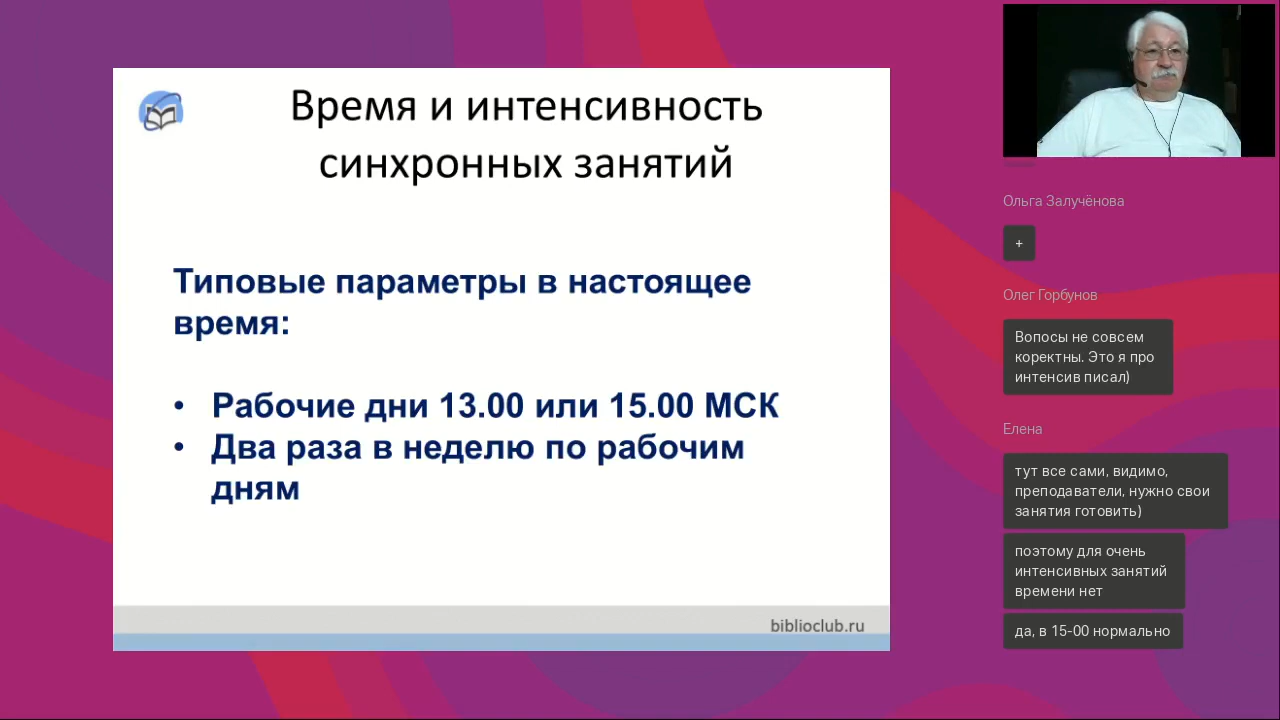 Время и интенсивность
синхронных занятий
Типовые параметры в настоящее
время:
• Рабочие дни 13.00 или 15.00 МСК
• Два раза в неделю по рабочим
дням
biblioclub.ru
Ольга Залучёнова
+
Олег Горбунов
Вопосы не совсем
коректны. Это я про
интенсив писал)
Елена
тут все сами, видимо,
преподаватели, нужно свои
занятия готовить)
поэтому для очень
интенсивных занятий
времени нет
да, в 15-00 нормально